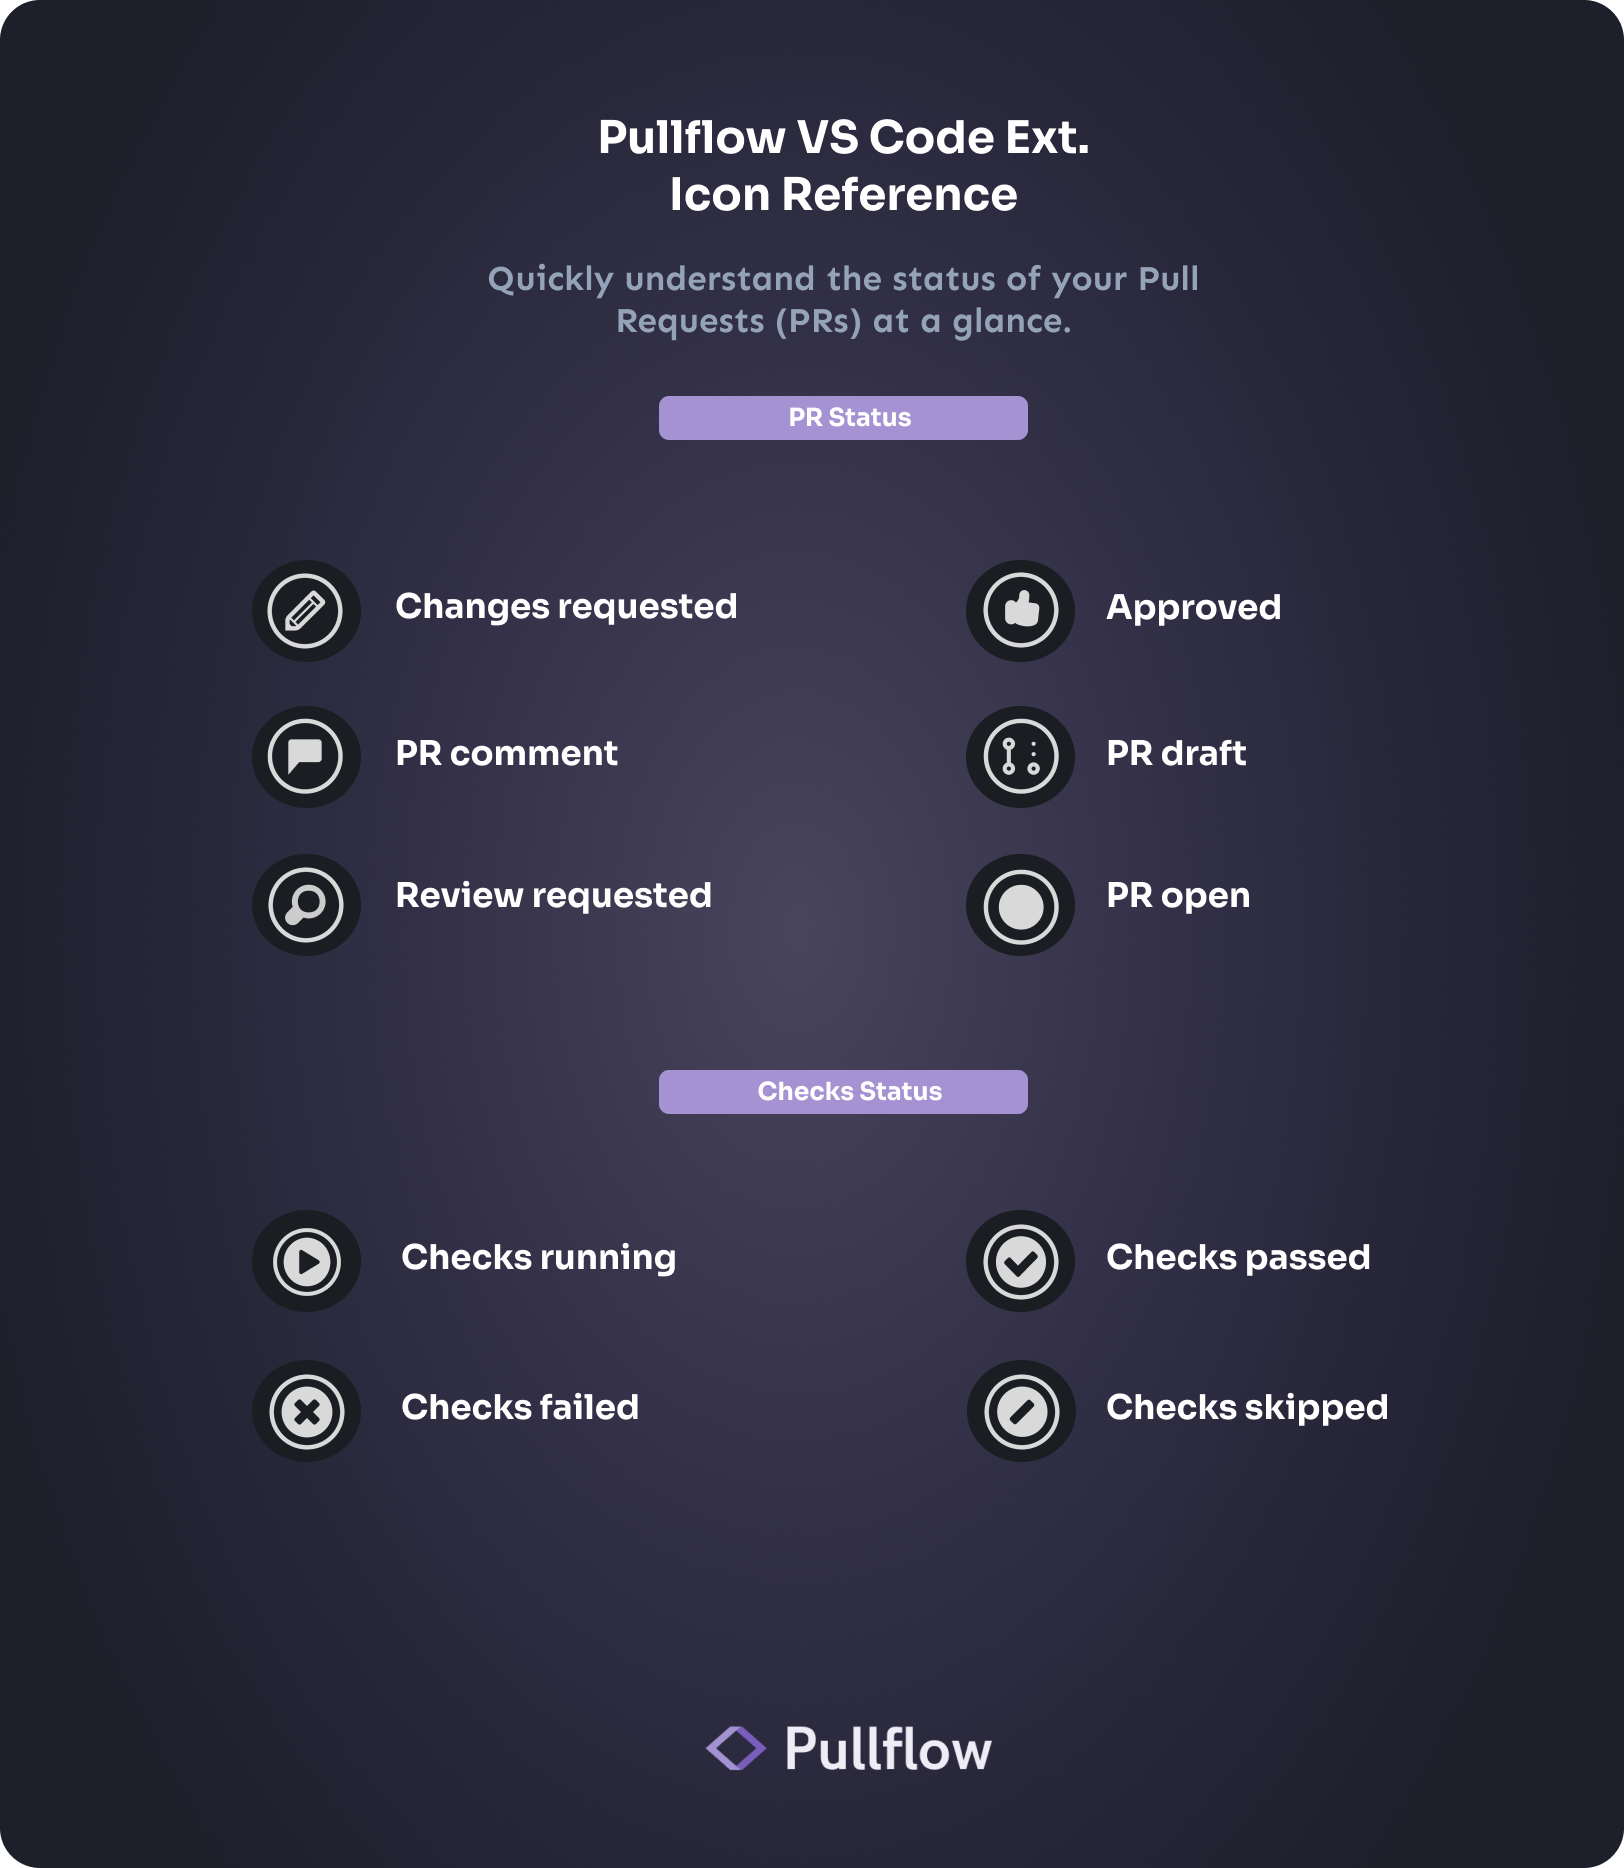 Pullflow VS Code Ext.
Icon Reference
Quickly understand the status of your Pull
Requests (PRs) at a glance.
PR Status
Changes requested
Approved
PR comment
PR draft
Review requested
PR open
Checks Status
Checks running
Checks passed
Checks failed
Checks skipped
Pullflow